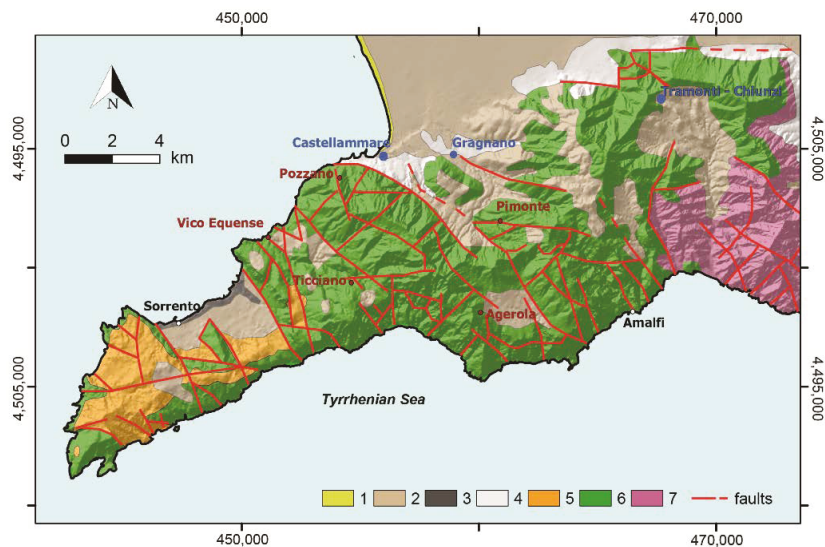 450,000 470,000
N
0 2 4
km
4,495,000
4,505,000
Castellammare
Gragnano
Tramonti - Chiunzi
Pozzano
Pimonte
Vico Equense
Ticciano
Sorrento
Agerola
Amalfi
4,505,000
4,495,000
Tyrrhenian Sea
1 2 3 4 5 6 7 faults
450,000 470,000